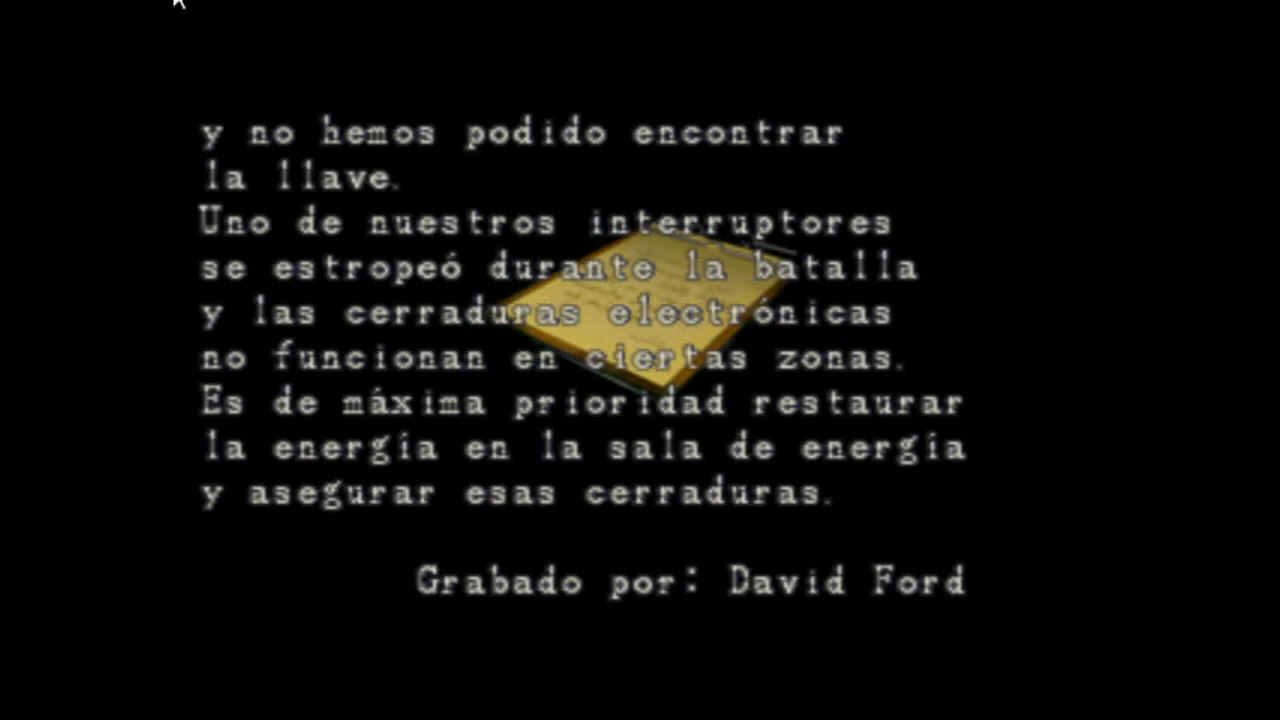 y no hemos podido encontrar
la llave.
Uno de nuestros interruptores
se estropeó durante la batalla
y las cerraduras electrónicas
no funcionan en ciertas zonas.
Es de máxima prioridad restaurar
la energía en la sala de energía
y asegurar esas cerraduras.
Grabado por: David Ford